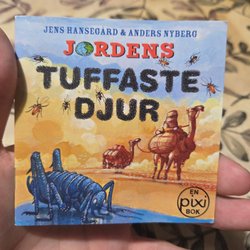 JENS HANSEGARD & ANDERS NYBERG
JORDENS
TUFFASTE
DJUR
EN
pixi
BOK